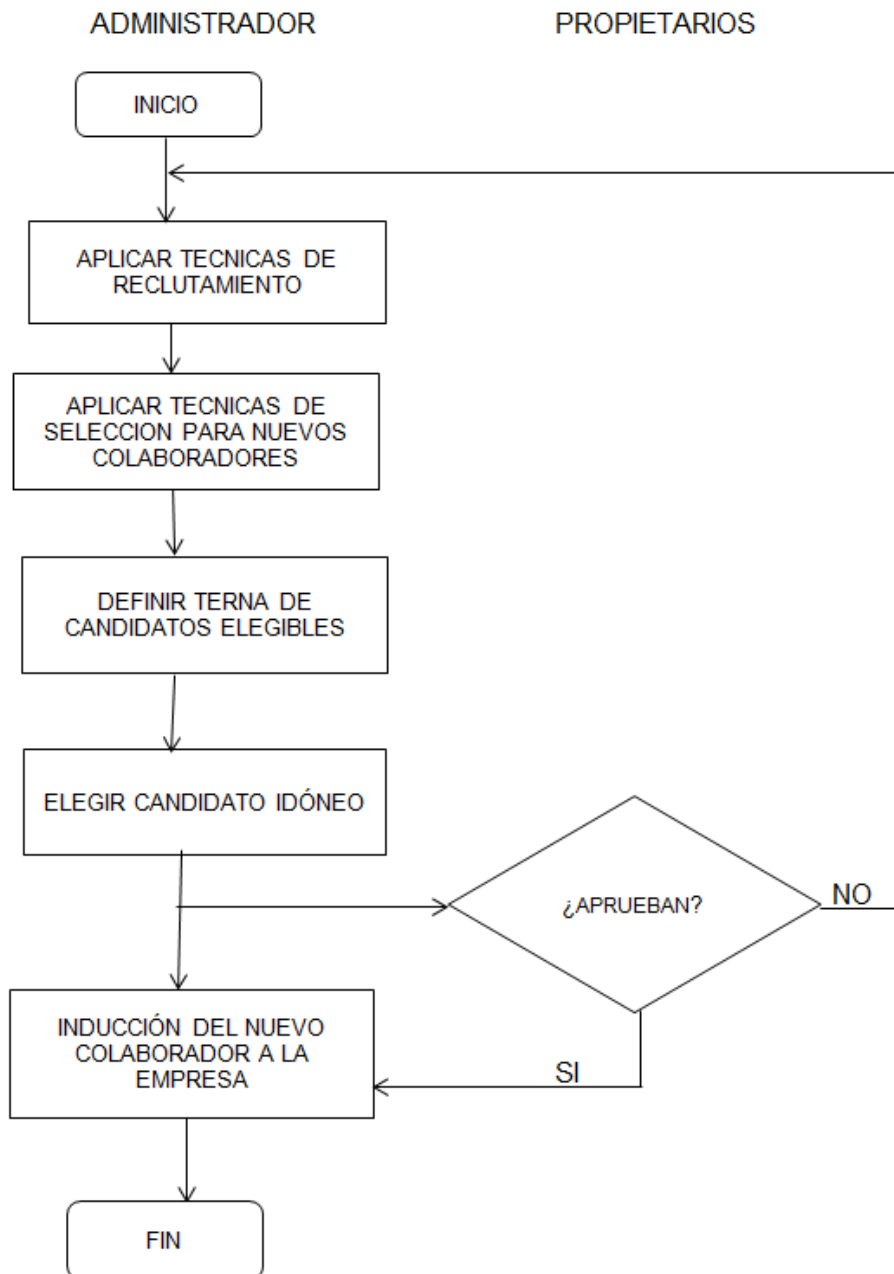 ADMINISTRADOR
PROPIETARIOS
INICIO
APLICAR TECNICAS DE
RECLUTAMIENTO
APLICAR TECNICAS DE
SELECCION PARA NUEVOS
COLABORADORES
DEFINIR TERNA DE
CANDIDATOS ELEGIBLES
ELEGIR CANDIDATO IDÓNEO
¿APRUEBAN?
NO
INDUCCIÓN DEL NUEVO
COLABORADOR A LA
EMPRESA
SI
FIN